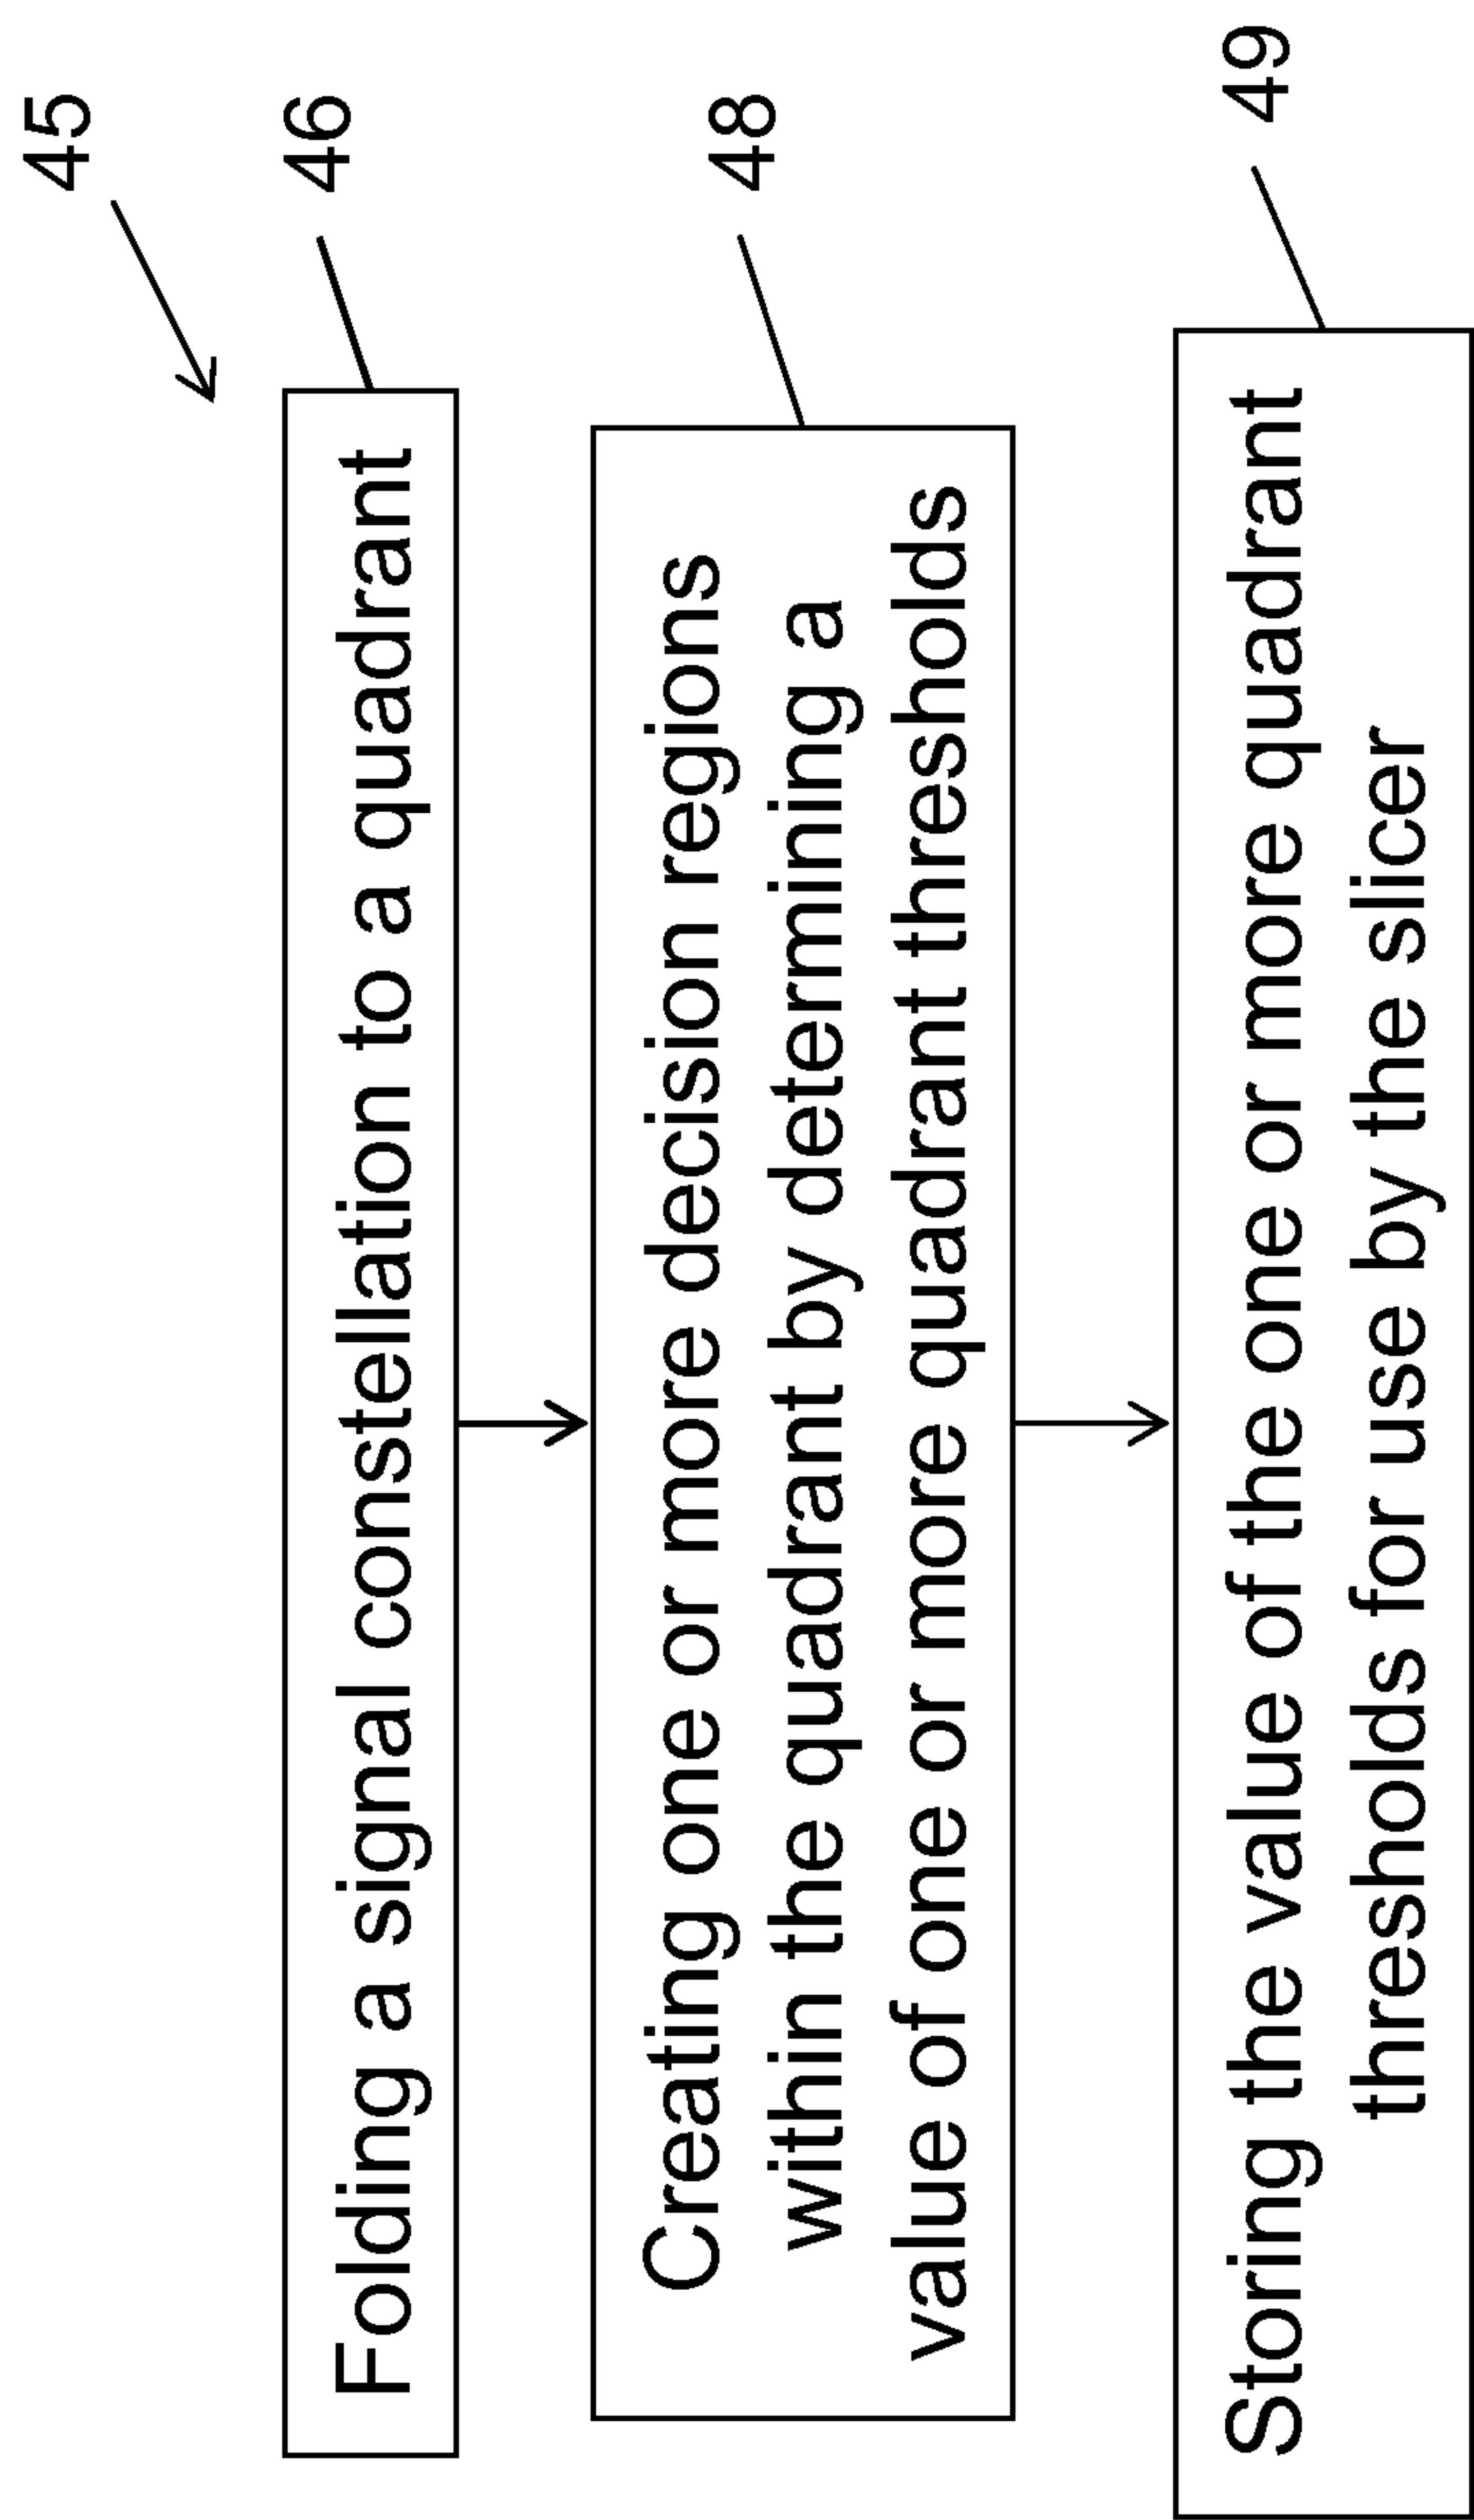 45
46
Folding a signal constellation to a quadrant
48
Creating one or more decision regions
within the quadrant by determining a
value of one or more quadrant thresholds
49
Storing the value of the one or more quadrant
thresholds for use by the slicer